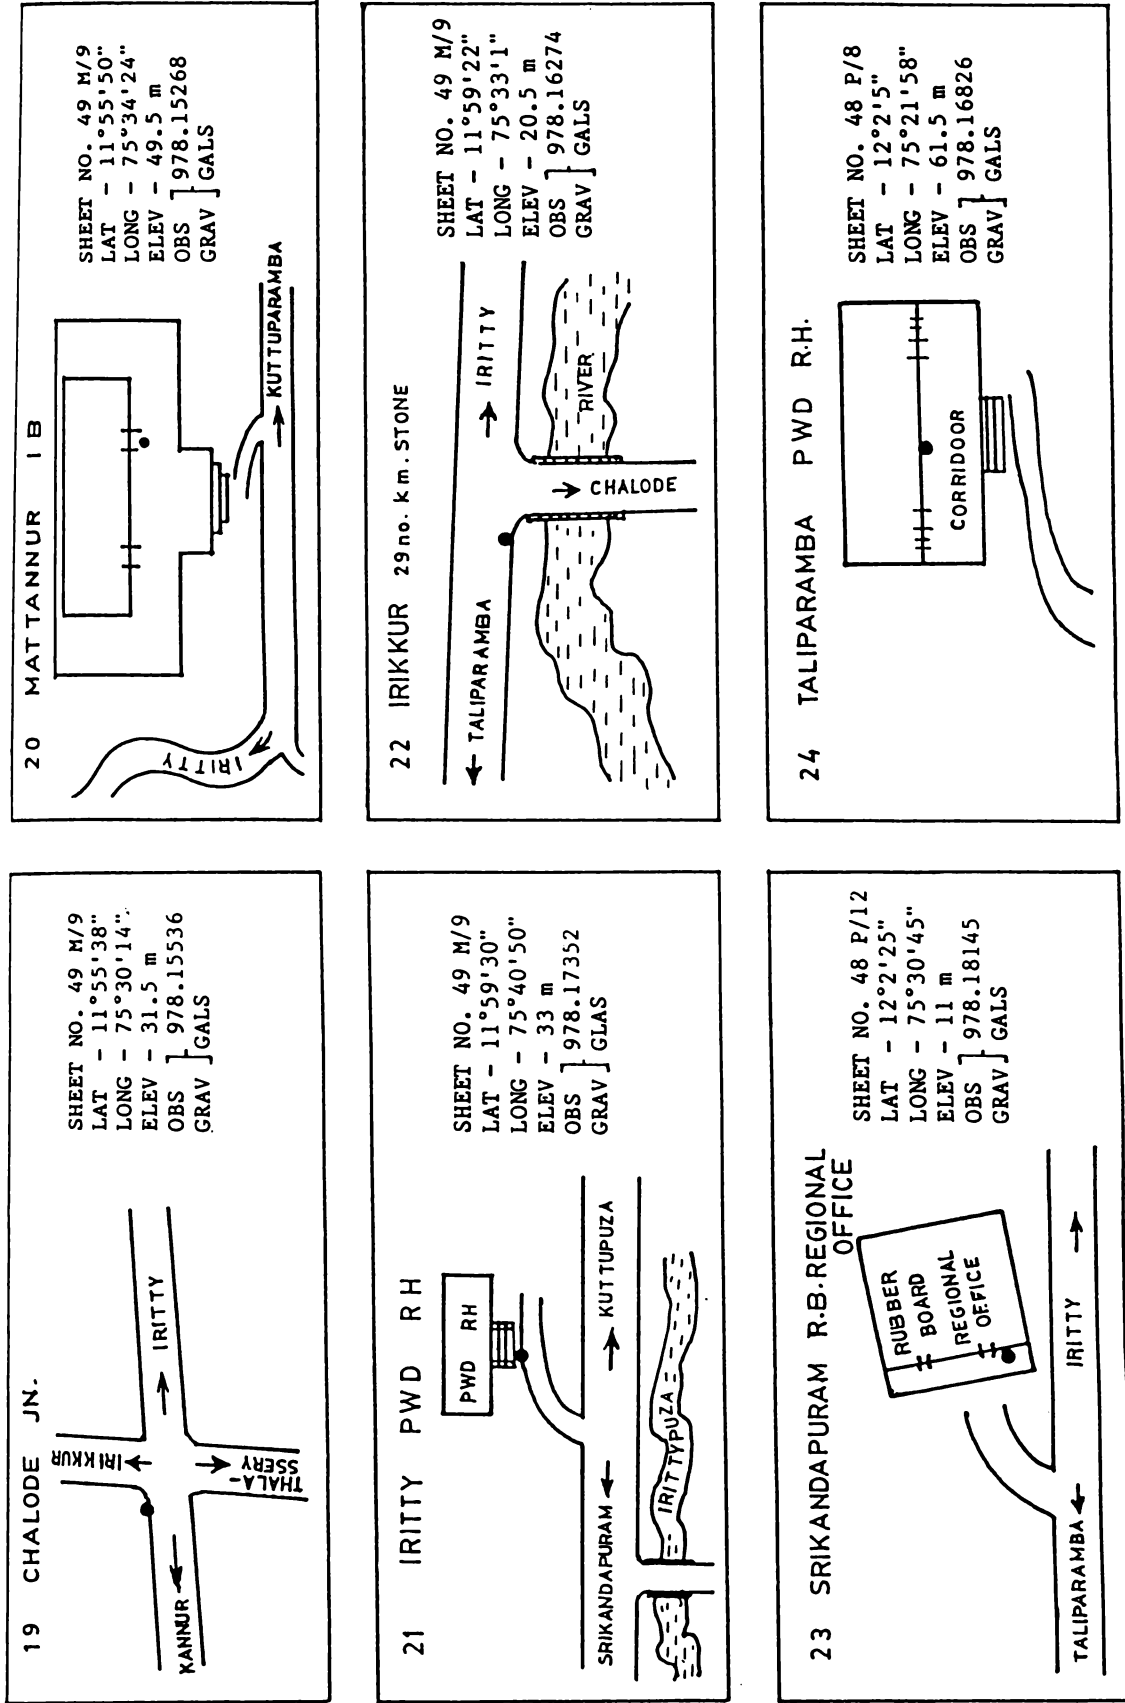 19 CHALODE JN.
IRIKKUR
IRITTY
KANNUR
THALA-
SSERY
SHEET NO. 49 M/9
LAT - 11°55'38"
LONG - 75°30'14"
ELEV - 31.5 m
OBS } 978.15536
GRAV } GALS
20 MATTANNUR IB
IRITTY
KUTTUPARAMBA
SHEET NO. 49 M/9
LAT - 11°55'50"
LONG - 75°34'24"
ELEV - 49.5 m
OBS } 978.15268
GRAV } GALS
21 IRITTY PWD RH
PWD RH
SRIKANDAPURAM
KUTTUPUZA
IRITTYPUZA
SHEET NO. 49 M/9
LAT - 11°59'30"
LONG - 75°40'50"
ELEV - 33 m
OBS } 978.17352
GRAV } GLAS
22 IRIKKUR 29 no. km. STONE
TALIPARAMBA
IRITTY
CHALODE
RIVER
SHEET NO. 49 M/9
LAT - 11°59'22"
LONG - 75°33'1"
ELEV - 20.5 m
OBS } 978.16274
GRAV } GALS
23 SRIKANDAPURAM R.B.REGIONAL
OFFICE
RUBBER
BOARD
REGIONAL
OFFICE
TALIPARAMBA
IRITTY
SHEET NO. 48 P/12
LAT - 12°2'25"
LONG - 75°30'45"
ELEV - 11 m
OBS } 978.18145
GRAV } GALS
24 TALIPARAMBA PWD R.H.
CORRIDOOR
SHEET NO. 48 P/8
LAT - 12°2'5"
LONG - 75°21'58"
ELEV - 61.5 m
OBS } 978.16826
GRAV } GALS